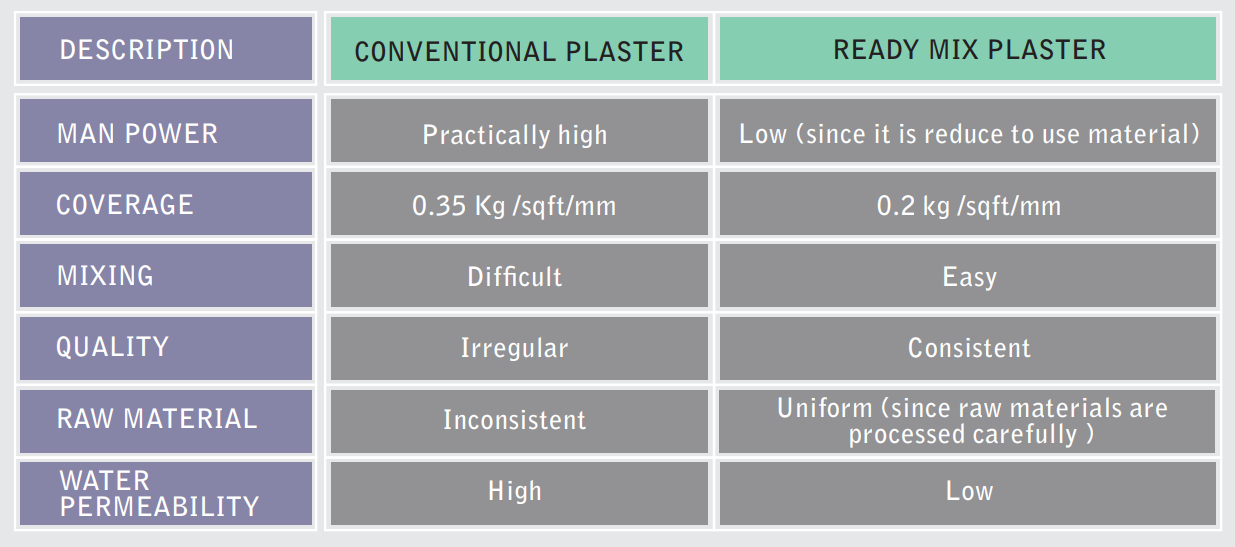 DESCRIPTION CONVENTIONAL PLASTER READY MIX PLASTER
MAN POWER Practically high Low (since it is reduce to use material)
COVERAGE 0.35 Kg /sqft/mm 0.2 kg /sqft/mm
MIXING Difficult Easy
QUALITY Irregular Consistent
RAW MATERIAL Inconsistent Uniform (since raw materials are
processed carefully )
WATER
PERMEABILITY High Low